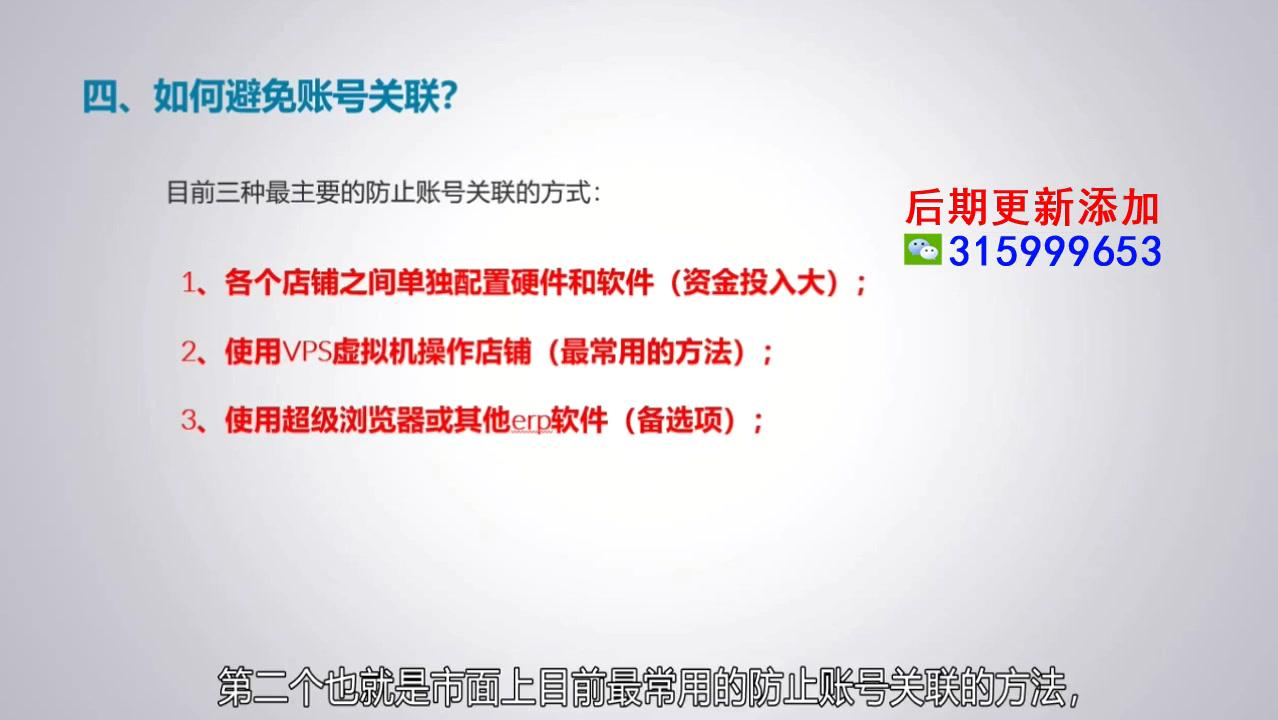 四、如何避免账号关联?
目前三种最主要的防止账号关联的方式：
后期更新添加
315999653
1、各个店铺之间单独配置硬件和软件（资金投入大）；
2、使用VPS虚拟机操作店铺（最常用的方法）；
3、使用超级浏览器或其他erp软件（备选项）；
第二个也就是市面上目前最常用的防止账号关联的方法，